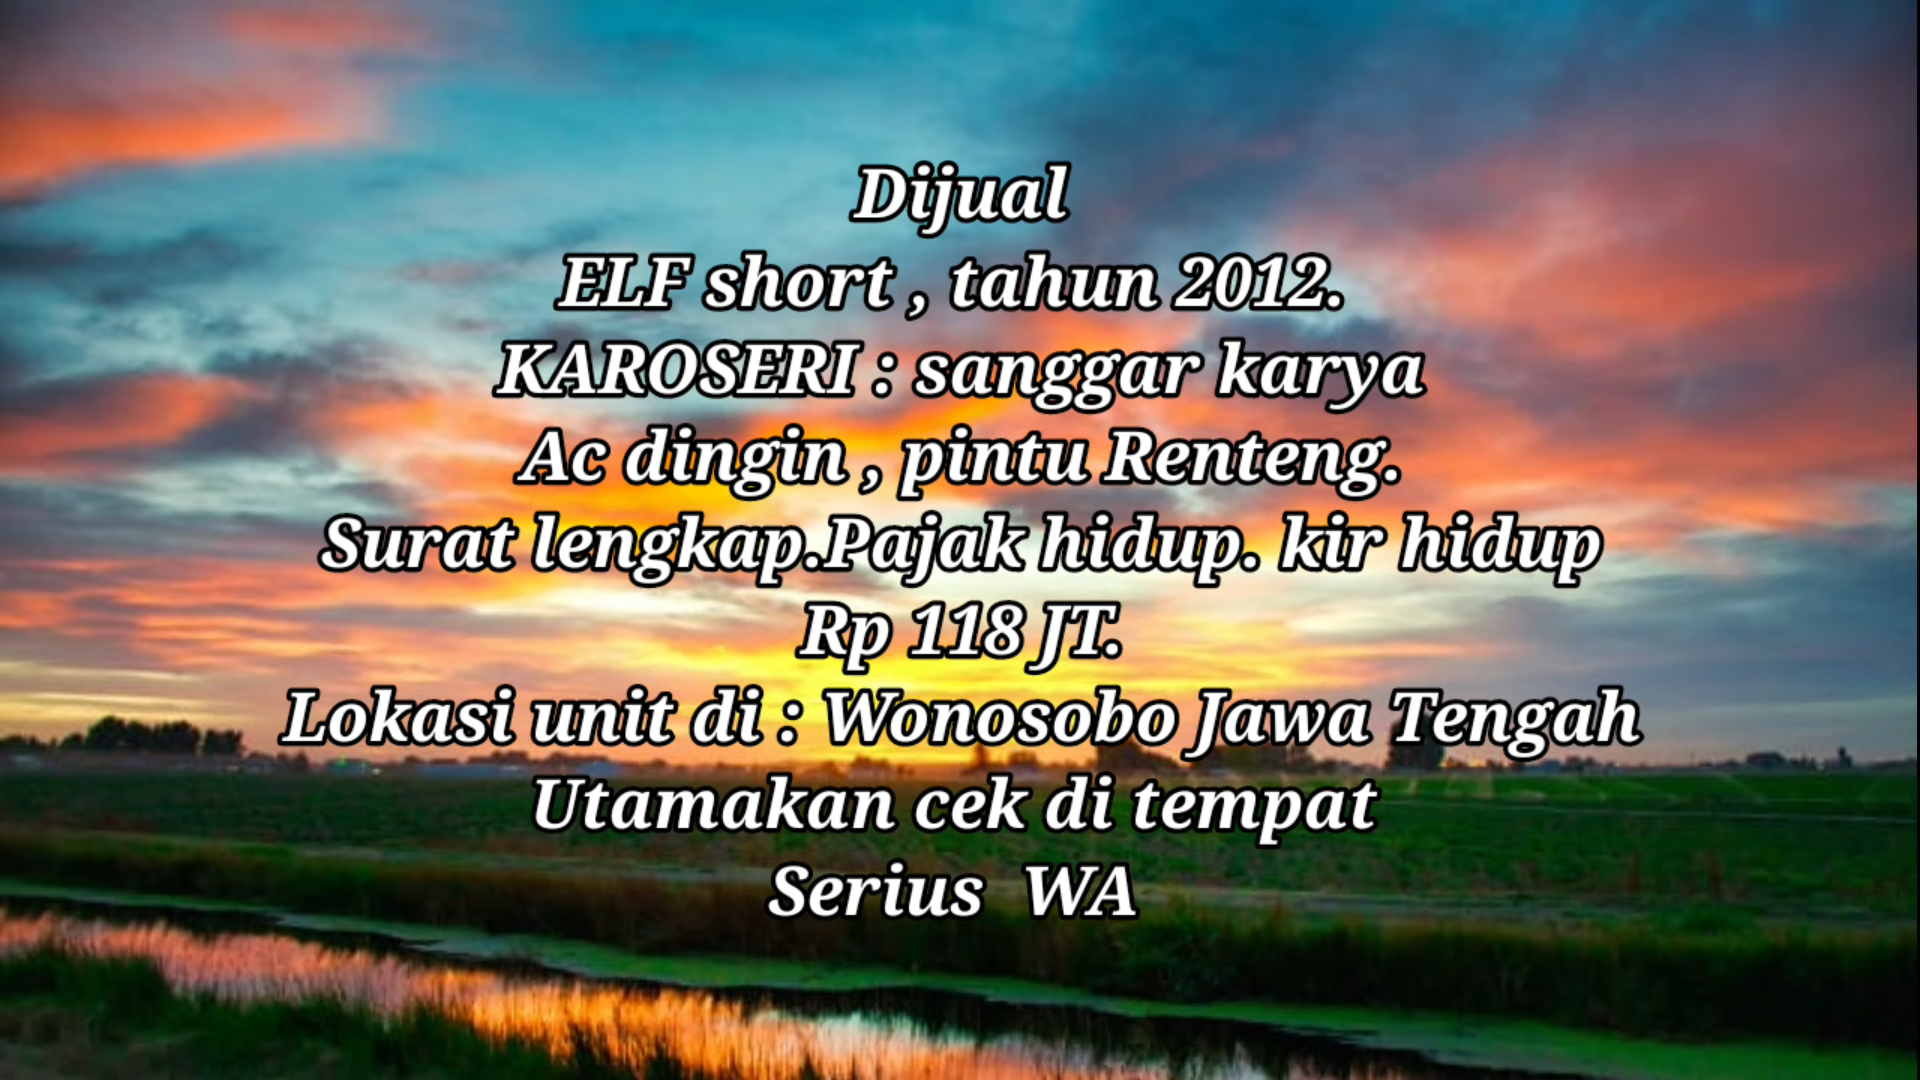 Dijual
ELF short , tahun 2012.
KAROSERI : sanggar karya
Ac dingin , pintu Renteng.
Surat lengkap.Pajak hidup. kir hidup
Rp 118 JT.
Lokasi unit di : Wonosobo Jawa Tengah
Utamakan cek di tempat
Serius  WA